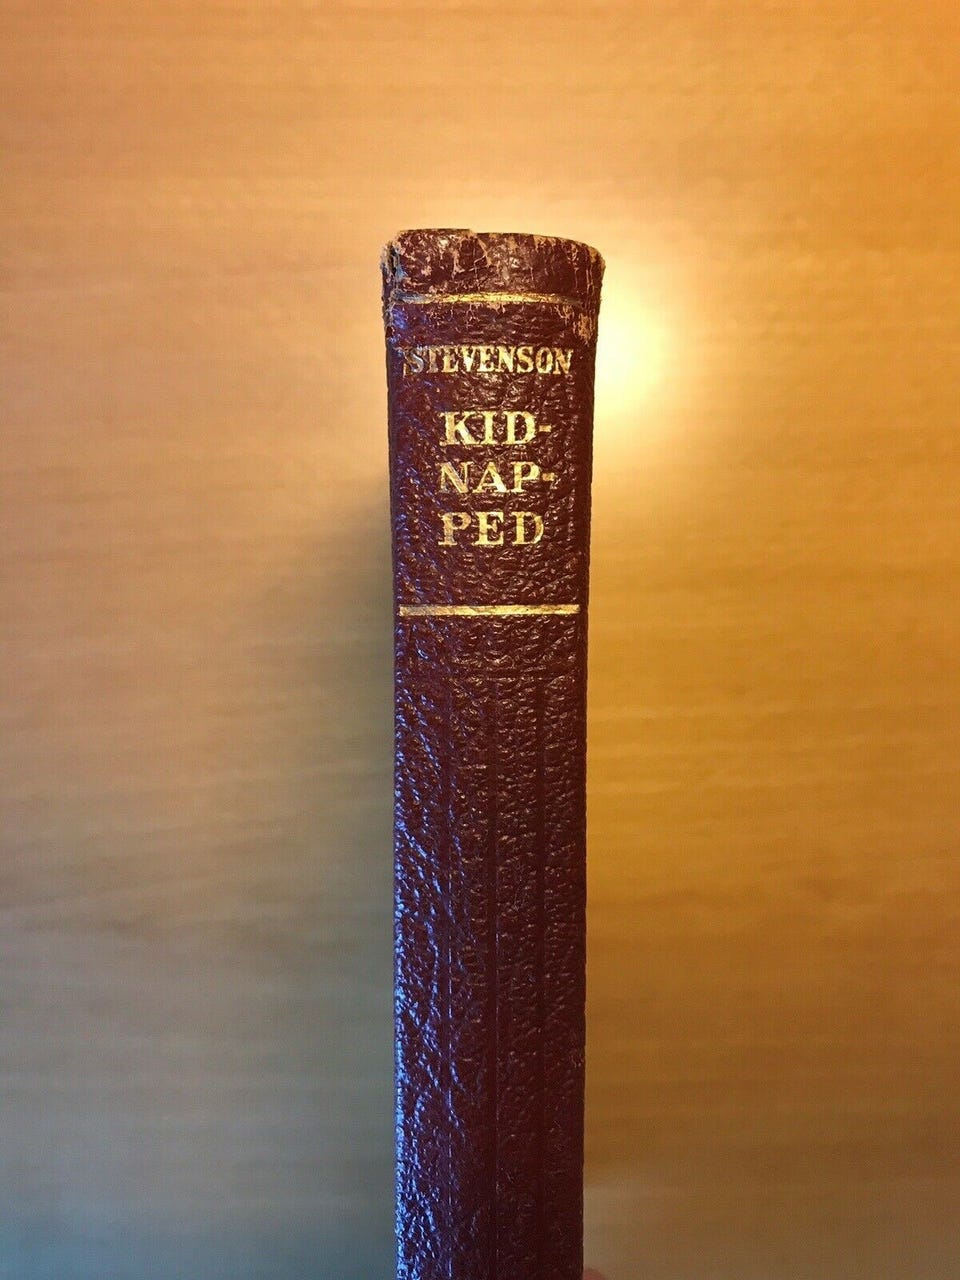 STEVENSON
KID-
NAP-
PED